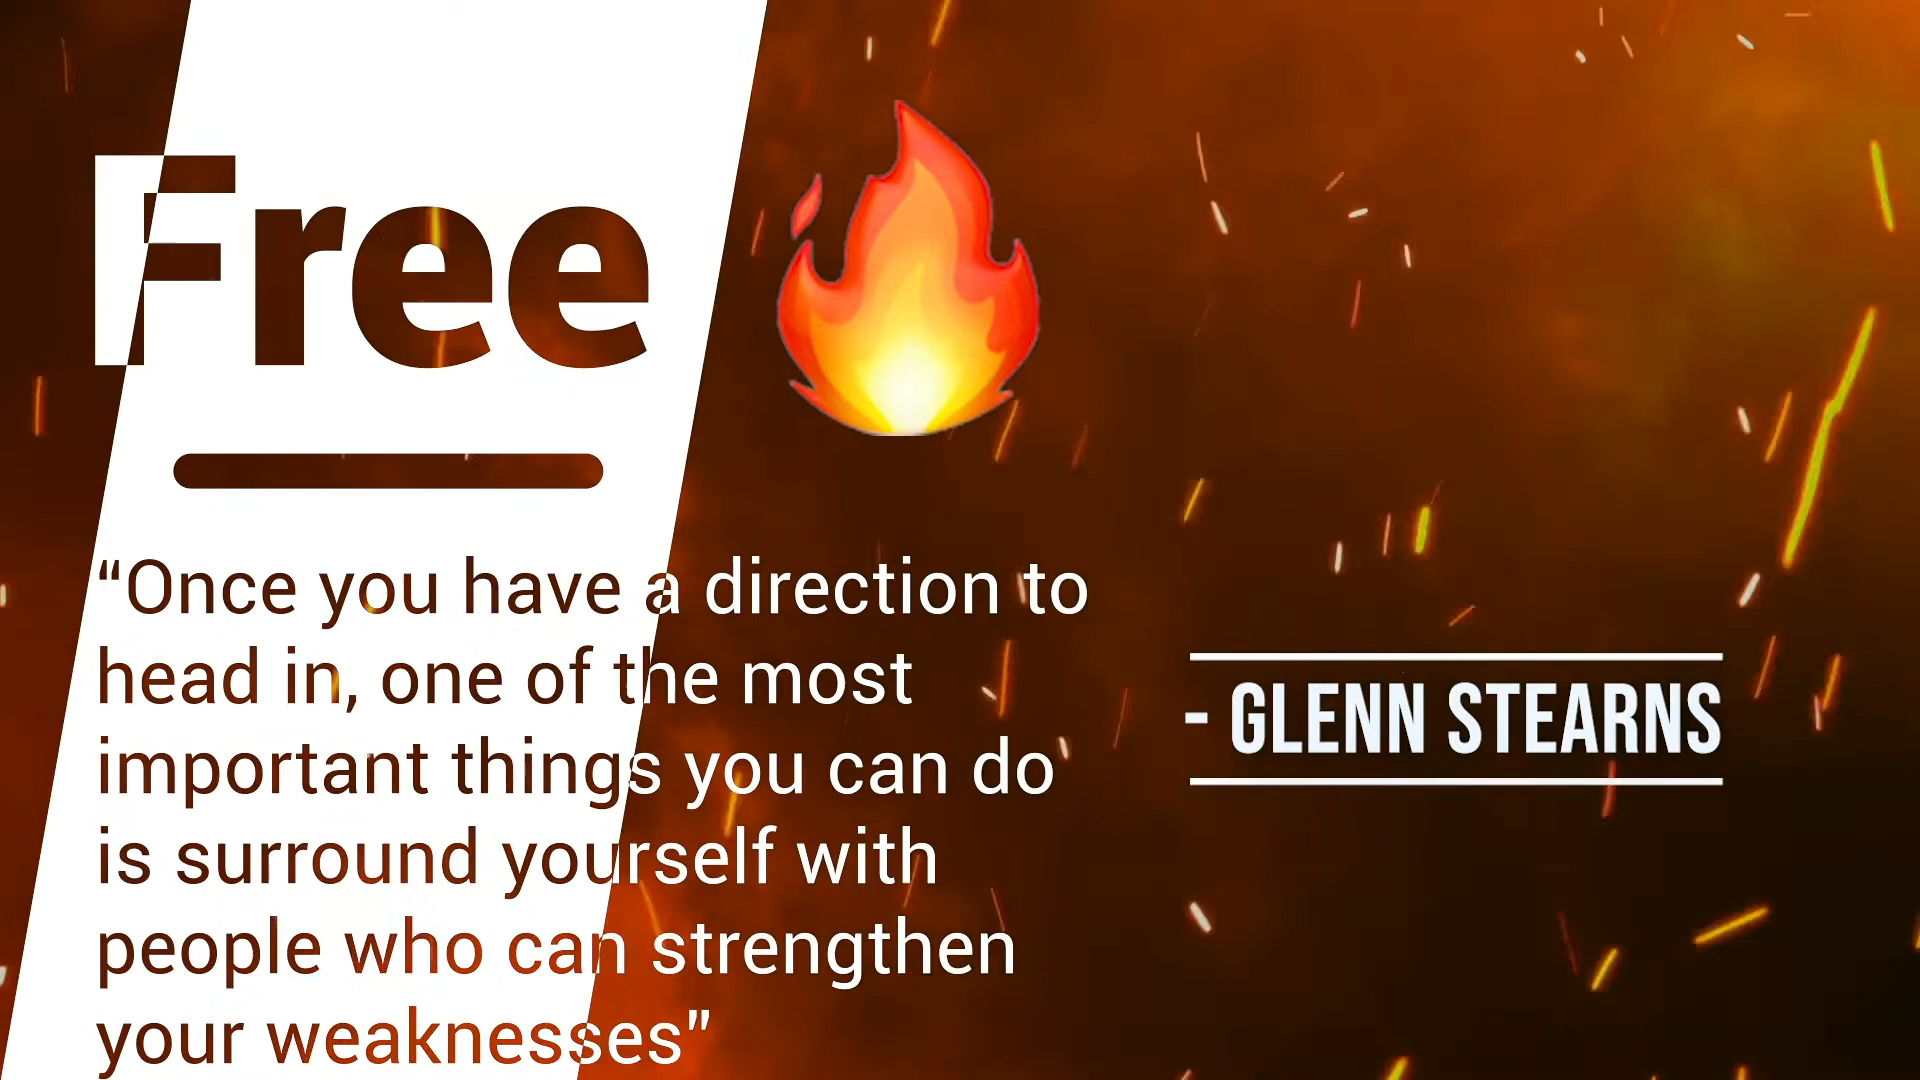 Free
“Once you have a direction to
head in, one of the most
important things you can do
is surround yourself with
people who can strengthen
your weaknesses”
- GLENN STEARNS